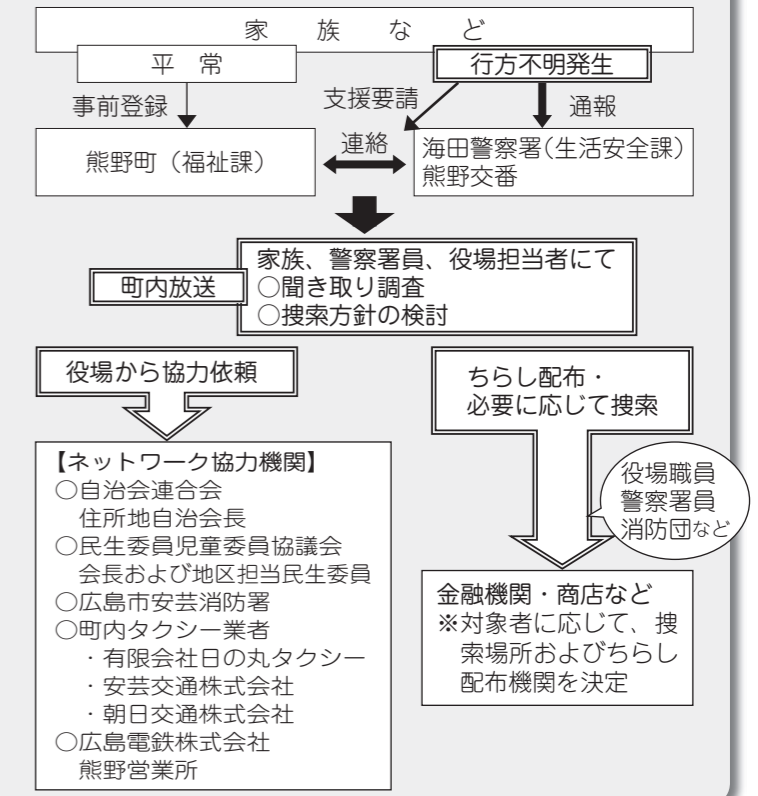 家族など
平常
行方不明発生
事前登録
支援要請
通報
熊野町（福祉課）
連絡
海田警察署（生活安全課）
熊野交番
町内放送
家族、警察署員、役場担当者にて
○聞き取り調査
○捜索方針の検討
役場から協力依頼
【ネットワーク協力機関】
○自治会連合会
住所地自治会長
○民生委員児童委員協議会
会長および地区担当民生委員
○広島市安芸消防署
○町内タクシー業者
・有限会社日の丸タクシー
・安芸交通株式会社
・朝日交通株式会社
○広島電鉄株式会社
熊野営業所
ちらし配布・
必要に応じて捜索
役場職員
警察署員
消防団など
金融機関・商店など
※対象者に応じて、捜
索場所およびちらし
配布機関を決定